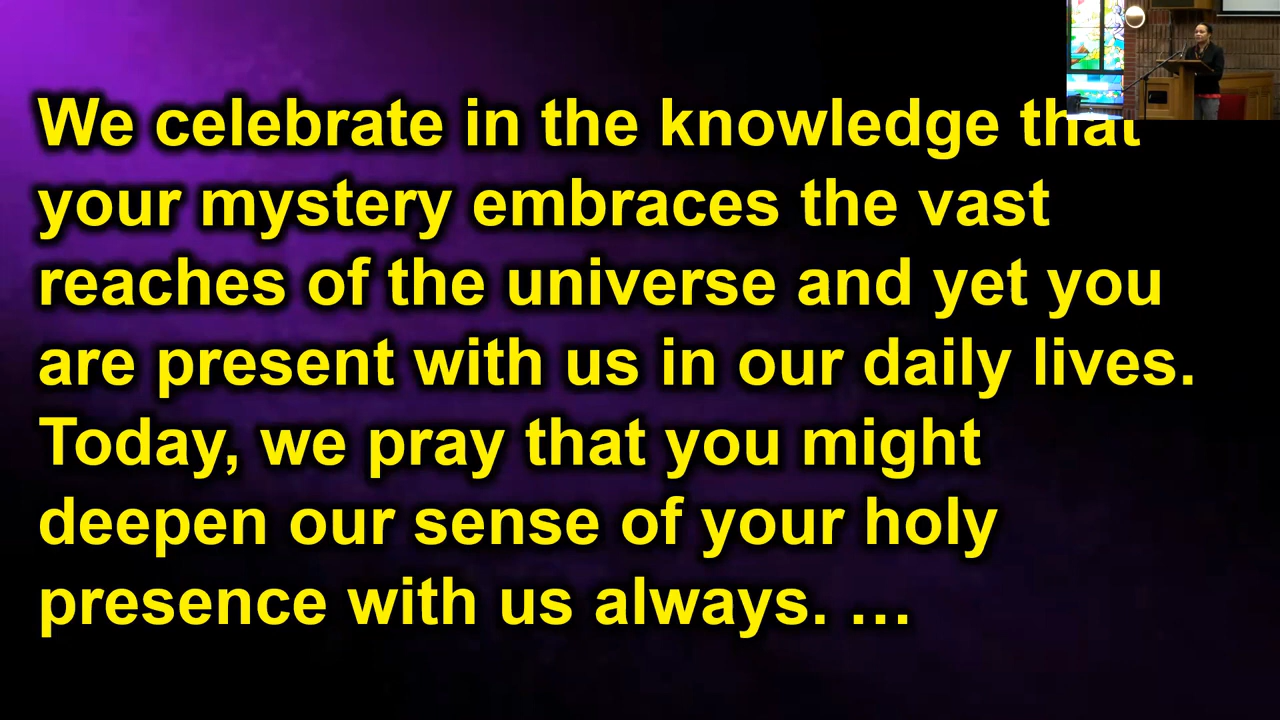 We celebrate in the knowledge that
your mystery embraces the vast
reaches of the universe and yet you
are present with us in our daily lives.
Today, we pray that you might
deepen our sense of your holy
presence with us always. …